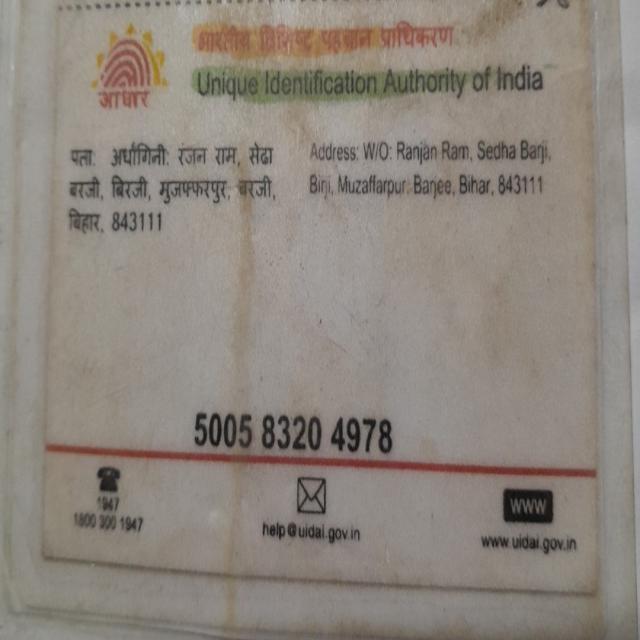 भारतीय विशिष्ट पहचान प्राधिकरण
Unique Identification Authority of India
आधार
पता: अर्धांगिनी: रंजन राम, सेढा
बरजी, बिरजी, मुजफ्फरपुर, बरजी,
बिहार, 843111
Address: W/O: Ranjan Ram, Sedha Barji,
Birji, Muzaffarpur, Barjee, Bihar, 843111
5005 8320 4978
1947
1800 300 1947
help@uidai.gov.in
WWW
www.uidai.gov.in